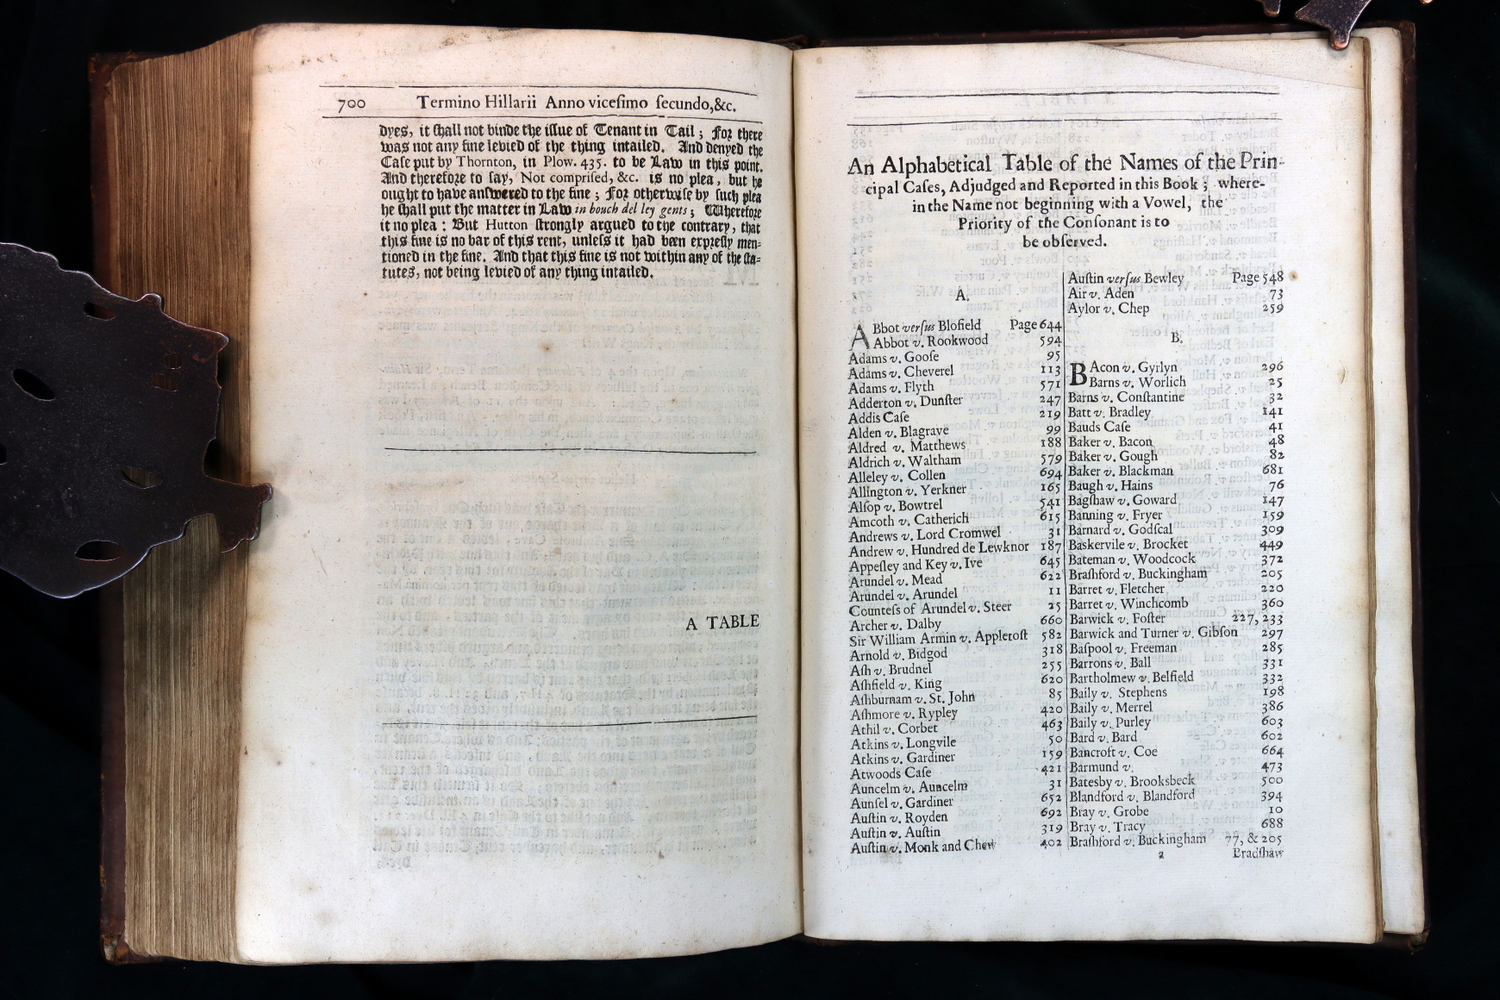 700 Termino Hillarii Anno vicesimo secundo,&c.
dyes, it shall not binde the issue of Tenant in Tail; For there
was not any fine levied of the thing intailed. And denyed the
Case put by Thornton, in Plow. 435. to be Law in this point.
And therefore to say, Not comprised, &c. is no plea, but he
ought to have answered to the fine; For otherwise by such plea
he shall put the matter in Law in bouch del ley gents; Wherefore
it no plea: But Hutton strongly argued to the contrary, that
this fine is no bar of this rent, unless it had been expresly men=
tioned in the fine. And that this fine is not within any of the sta=
tutes, not being levied of any thing intailed.
A TABLE
An Alphabetical Table of the Names of the Prin-
cipal Cases, Adjudged and Reported in this Book; where-
in the Name not beginning with a Vowel, the
Priority of the Consonant is to
be observed.
A.
ABbot versus Blofield Page 644
Abbot v. Rookwood 594
Adams v. Goose 95
Adams v. Cheverel 113
Adams v. Flyth 571
Adderton v. Dunster 247
Addis Case 219
Alden v. Blagrave 99
Aldred v. Matthews 188
Aldrich v. Waltham 579
Alleley v. Collen 694
Allington v. Yerkner 165
Alsop v. Bowtrel 541
Amcoth v. Catherich 615
Andrews v. Lord Cromwel 31
Andrew v. Hundred de Lewknor 187
Appesley and Key v. Ive 645
Arundel v. Mead 622
Arundel v. Arundel 11
Countess of Arundel v. Steer 25
Archer v. Dalby 660
Sir William Armin v. Appletost 582
Arnold v. Bidgod 318
Ash v. Brudnel 255
Ashfield v. King 620
Ashburnam v. St. John 85
Ashmore v. Rypley 420
Athil v. Corbet 463
Atkins v. Longvile 50
Atkins v. Gardiner 159
Atwoods Case 421
Auncelm v. Auncelm 31
Aunsel v. Gardiner 652
Austin v. Royden 692
Austin v. Austin 319
Austin v. Monk and Chew 402
Austin versus Bewley Page 548
Air v. Aden 73
Aylor v. Chep 259
B.
BAcon v. Gyrlyn 296
Barns v. Worlich 25
Barns v. Constantine 32
Batt v. Bradley 141
Bauds Case 41
Baker v. Bacon 48
Baker v. Gough 82
Baker v. Blackman 681
Baugh v. Hains 76
Bagshaw v. Goward 147
Banning v. Fryer 159
Barnard v. Godscal 309
Baskervile v. Brocket 449
Bateman v. Woodcock 372
Brashford v. Buckingham 205
Barret v. Fletcher 220
Barret v. Winchcomb 360
Barwick v. Foster 227, 233
Barwick and Turner v. Gibson 297
Baspool v. Freeman 285
Barrons v. Ball 331
Bartholmew v. Belfield 332
Baily v. Stephens 198
Baily v. Merrel 386
Baily v. Purley 603
Bard v. Bard 602
Bancroft v. Coe 664
Barmund v. 473
Batesby v. Brooksbeck 500
Blandford v. Blandford 394
Bray v. Grobe 10
Bray v. Tracy 688
Brashford v. Buckingham 77, & 205
2 Bradshaw